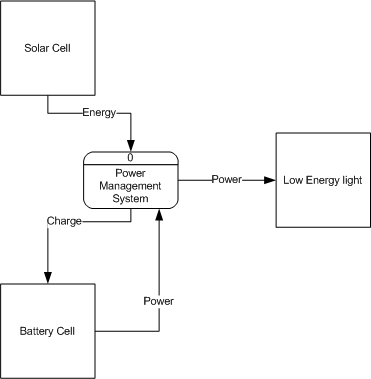 Solar Cell
Energy
0
Power
Management
System
Power
Low Energy light
Charge
Power
Battery Cell